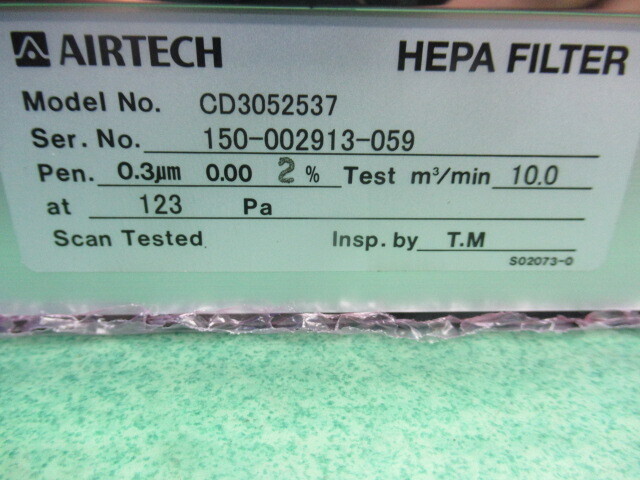 AIRTECH HEPA FILTER
Model No. CD3052537
Ser. No. 150-002913-059
Pen. 0.3µm 0.00 2 % Test m³/min 10.0
at 123 Pa
Scan Tested Insp. by T.M
S02073-0